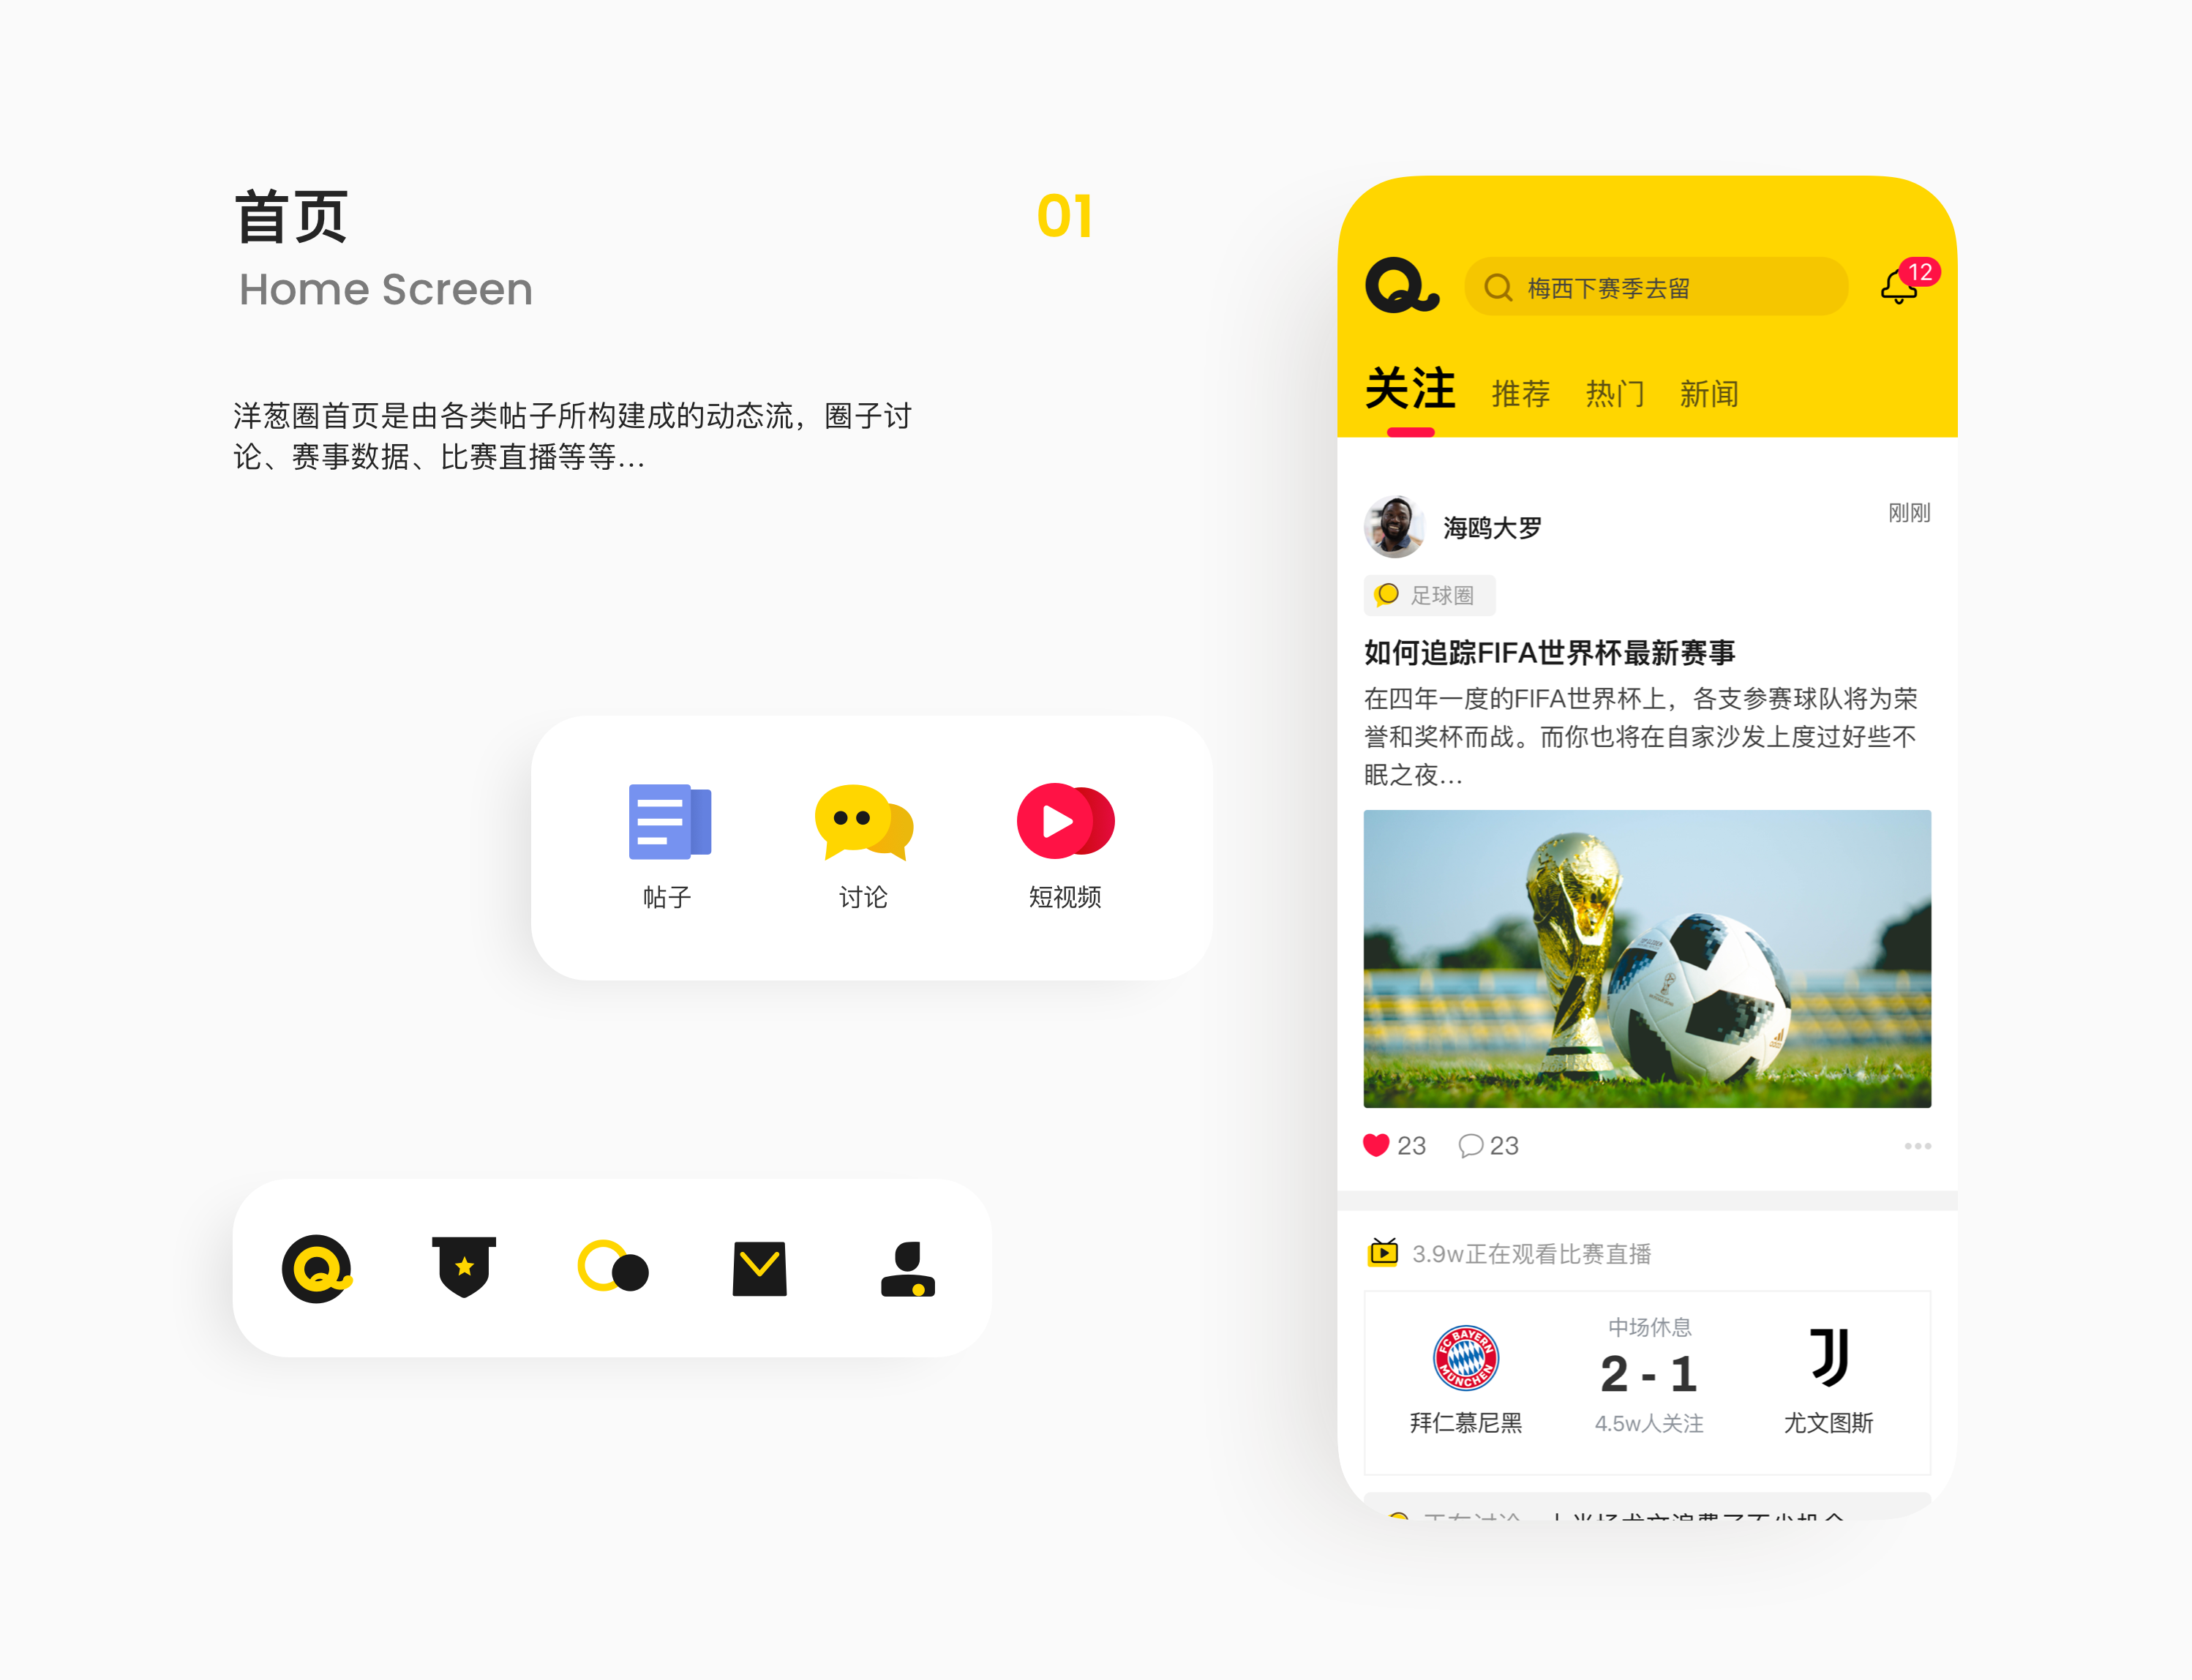 首页
01
Home Screen
洋葱圈首页是由各类帖子所构建成的动态流，圈子讨
论、赛事数据、比赛直播等等...
帖子
讨论
短视频
梅西下赛季去留
12
关注
推荐
热门
新闻
海鸥大罗
刚刚
足球圈
如何追踪FIFA世界杯最新赛事
在四年一度的FIFA世界杯上，各支参赛球队将为荣
誉和奖杯而战。而你也将在自家沙发上度过好些不
眠之夜...
23
23
3.9w正在观看比赛直播
FC BAYERN
MÜNCHEN
中场休息
2 - 1
拜仁慕尼黑
4.5w人关注
尤文图斯